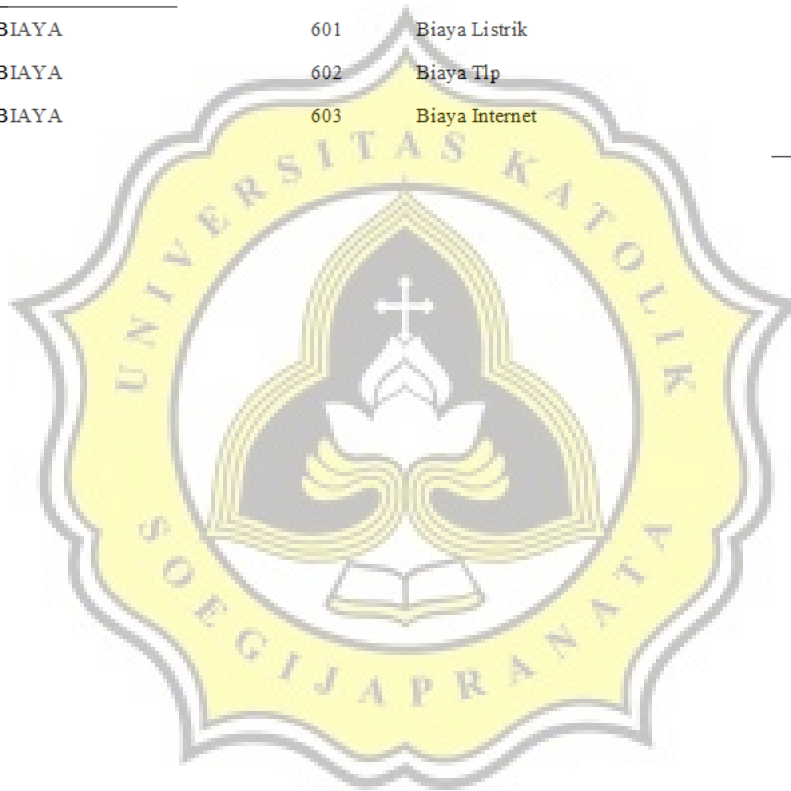 BIAYA 601 Biaya Listrik
BIAYA 602 Biaya Tlp
BIAYA 603 Biaya Internet
UNIVERSITAS KATOLIK
SOEGIJAPRANATA